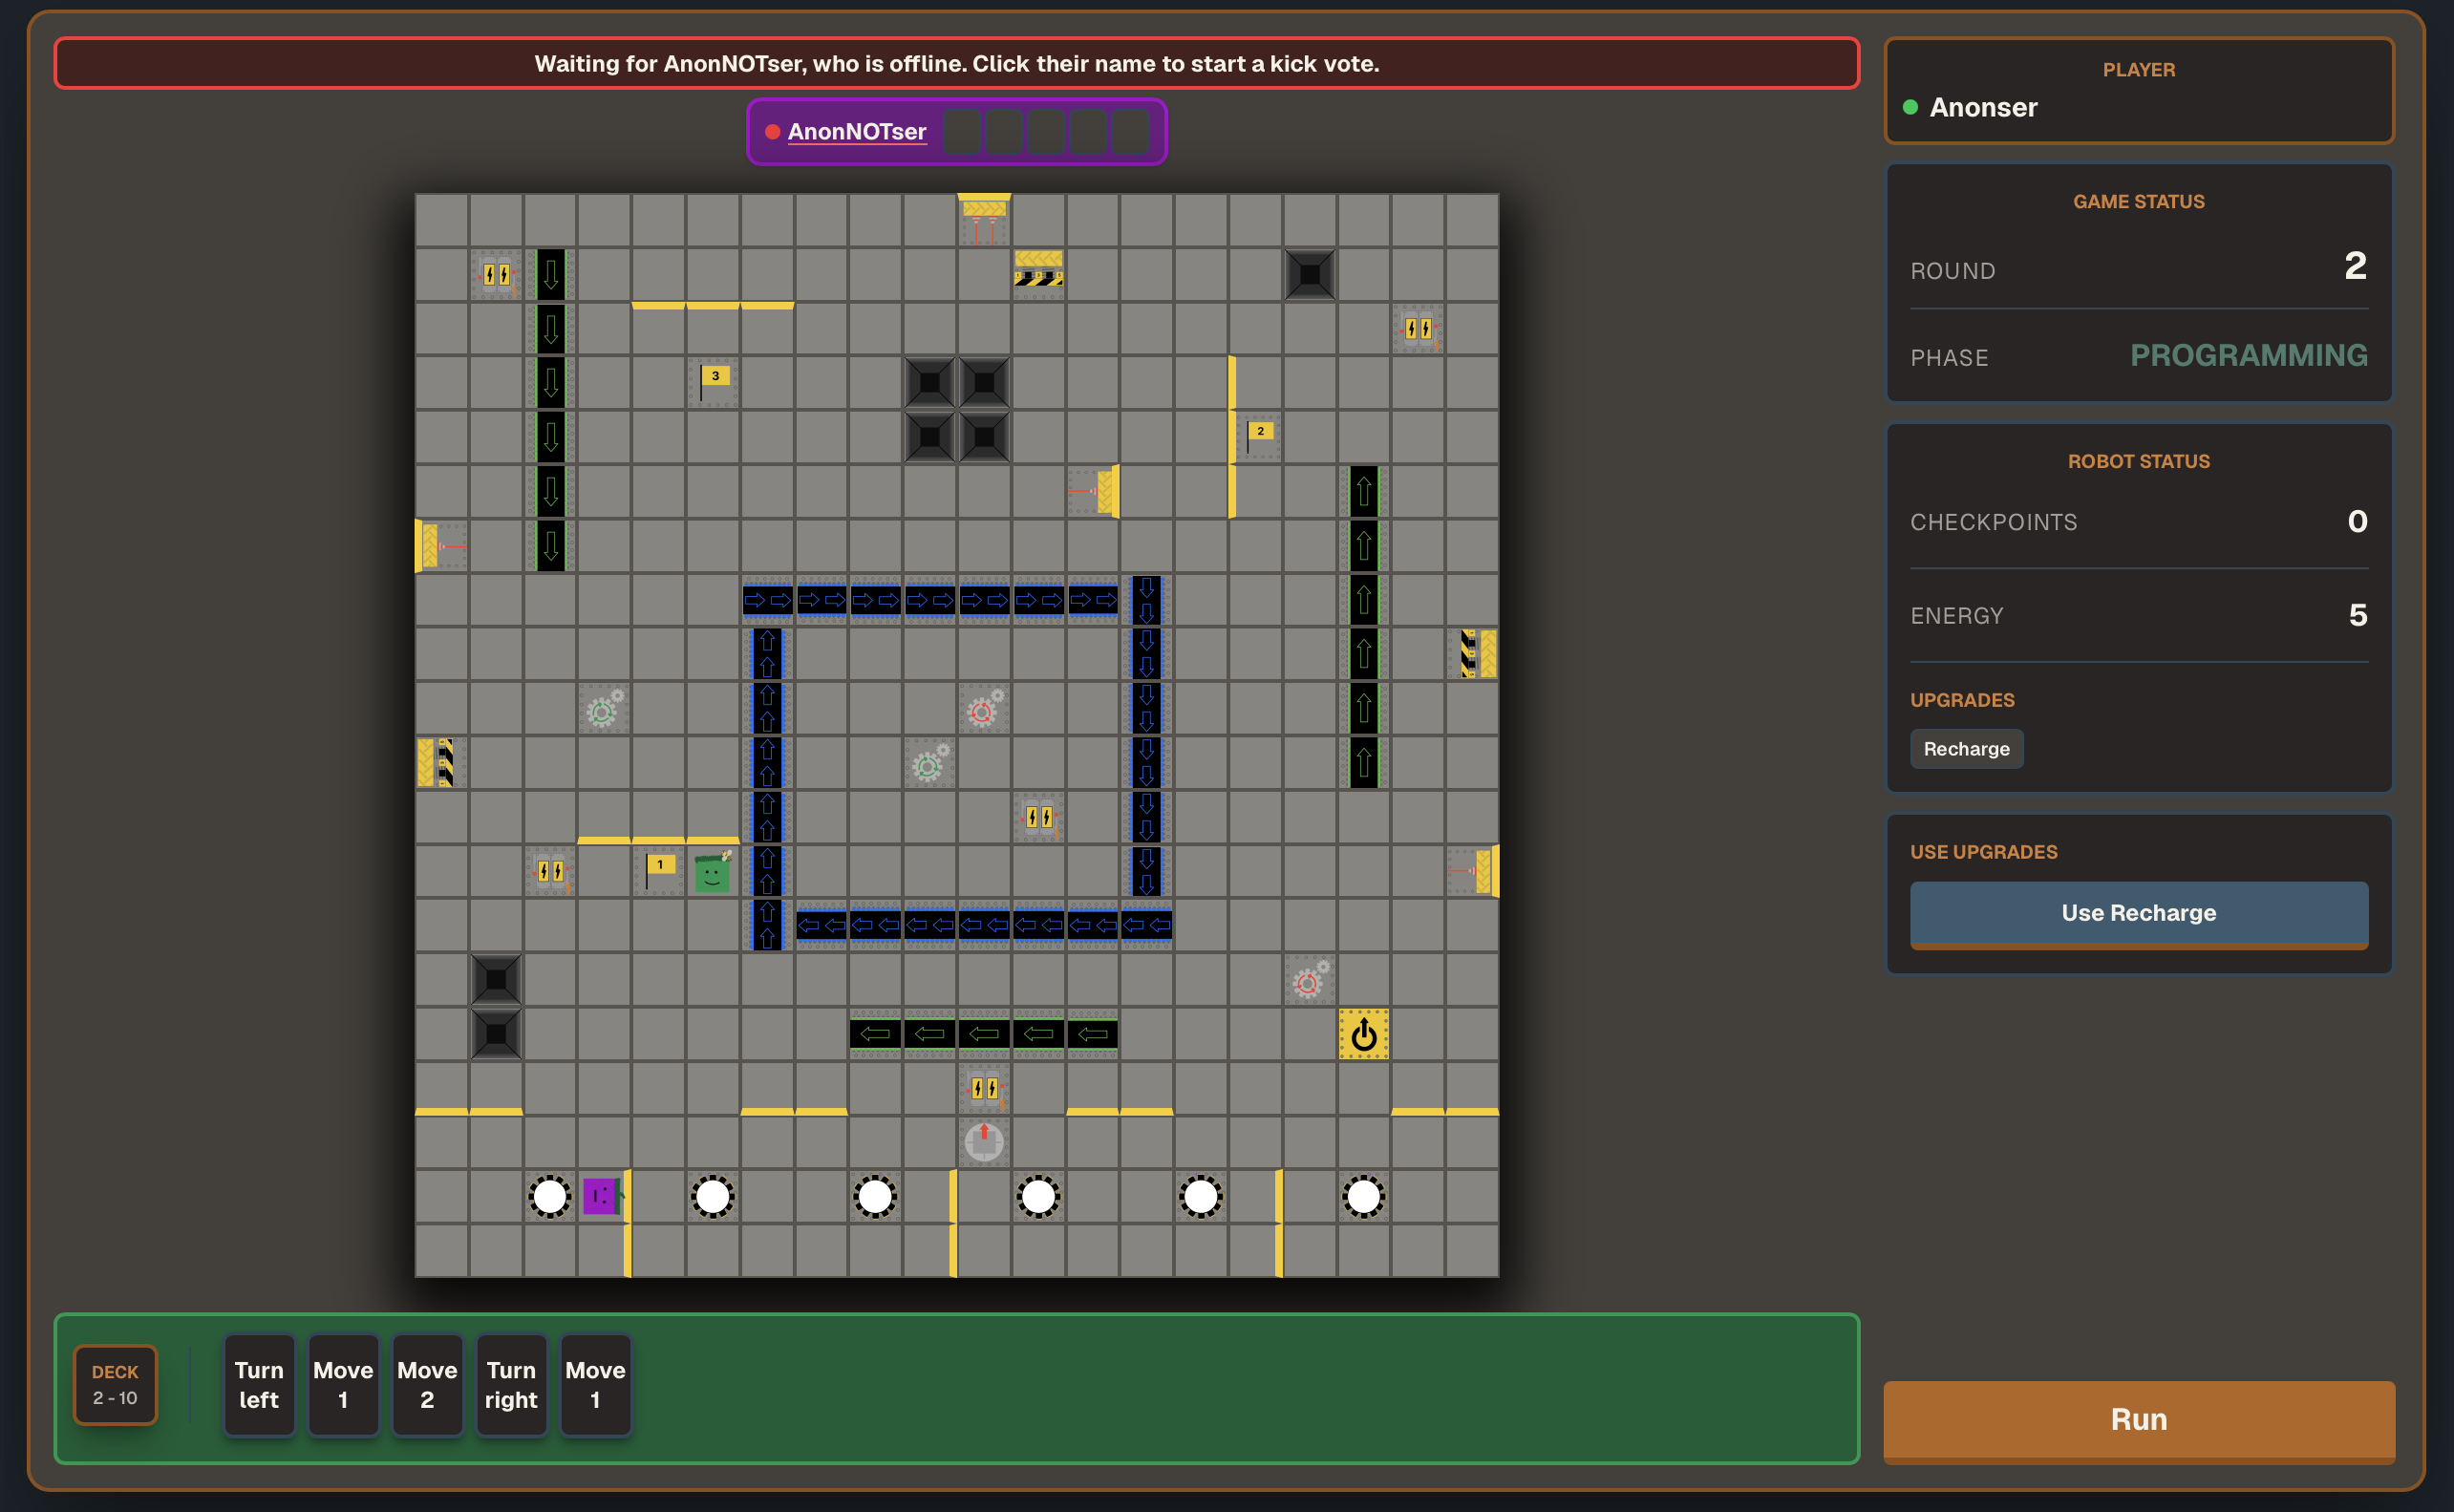 Waiting for AnonNOTser, who is offline. Click their name to start a kick vote.
AnonNOTser
PLAYER
Anonser
GAME STATUS
ROUND 2
PHASE PROGRAMMING
ROBOT STATUS
CHECKPOINTS 0
ENERGY 5
UPGRADES
Recharge
USE UPGRADES
Use Recharge
3
2
1
DECK
2 - 10
Turn left
Move 1
Move 2
Turn right
Move 1
Run